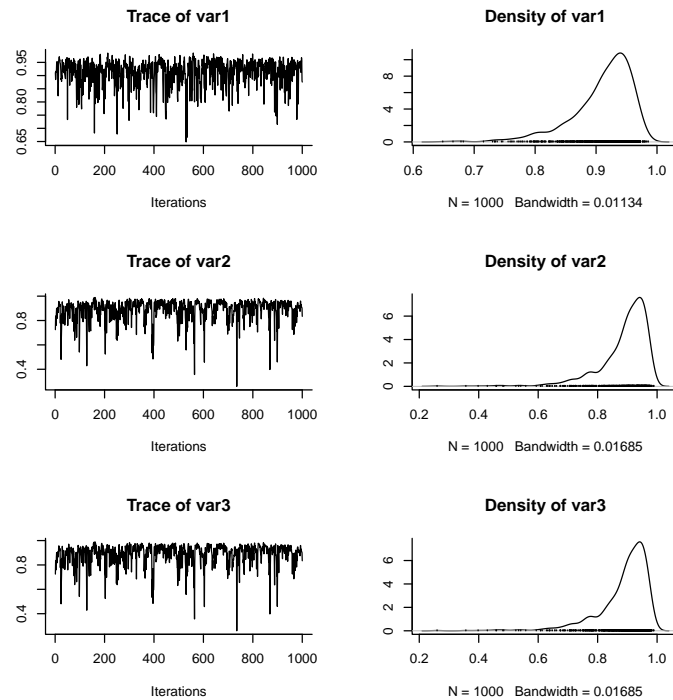 Trace of var1
0.65 0.80 0.95
0 200 400 600 800 1000
Iterations
Density of var1
0 4 8
0.6 0.7 0.8 0.9 1.0
N = 1000 Bandwidth = 0.01134
Trace of var2
0.4 0.8
0 200 400 600 800 1000
Iterations
Density of var2
0 2 4 6
0.2 0.4 0.6 0.8 1.0
N = 1000 Bandwidth = 0.01685
Trace of var3
0.4 0.8
0 200 400 600 800 1000
Iterations
Density of var3
0 2 4 6
0.2 0.4 0.6 0.8 1.0
N = 1000 Bandwidth = 0.01685